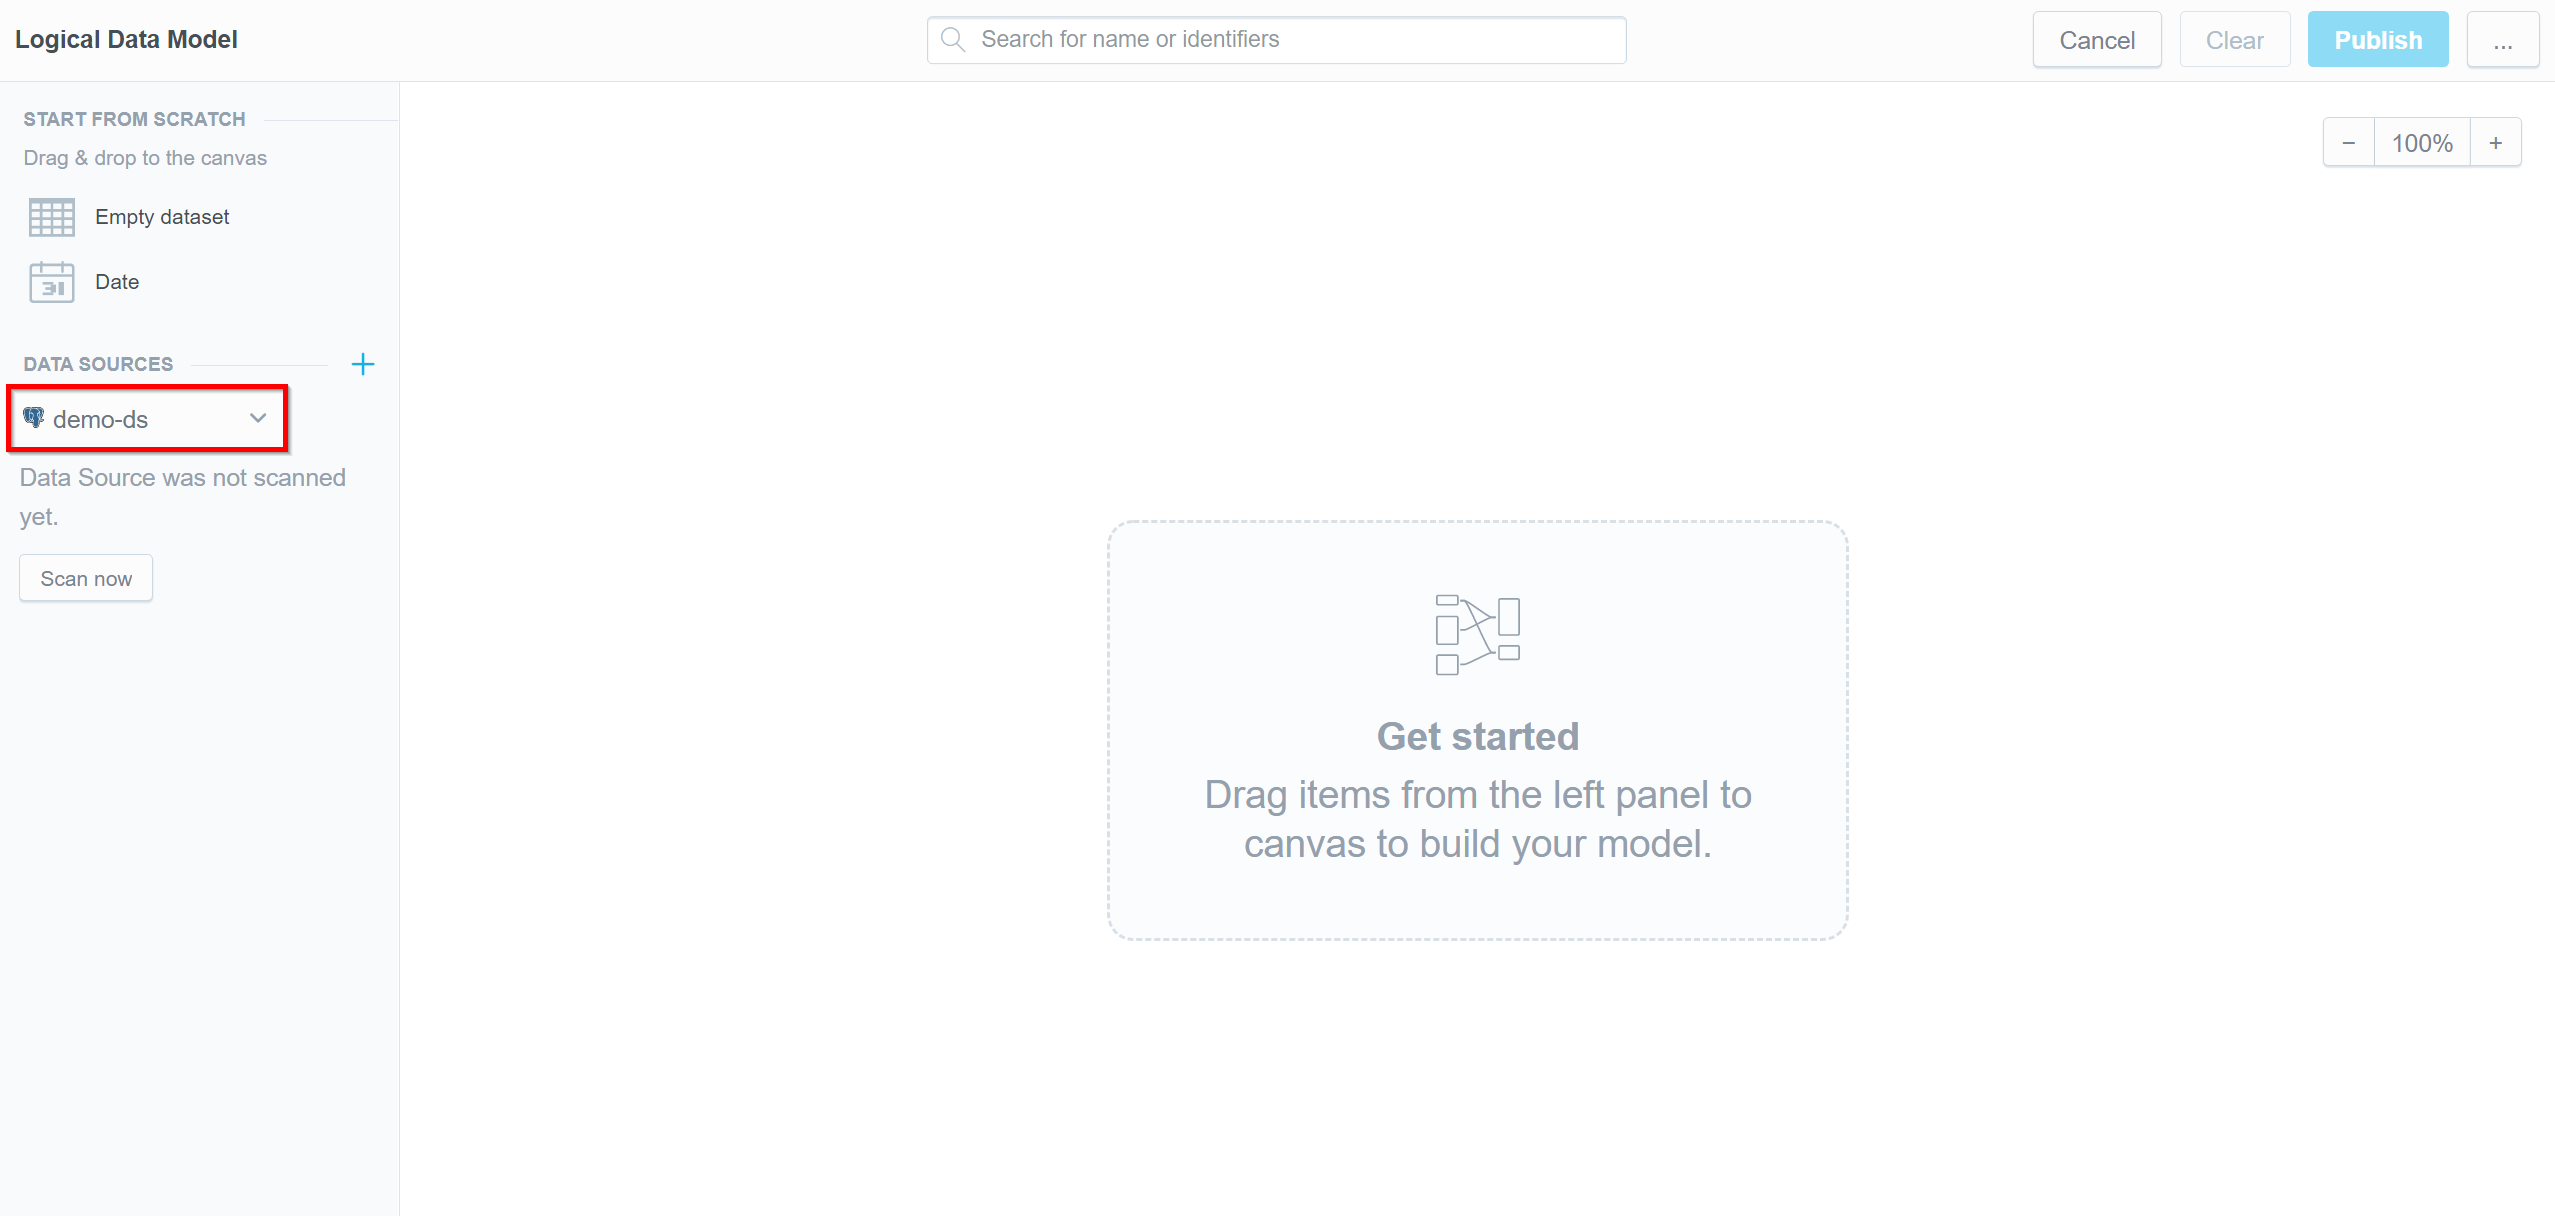 Logical Data Model
Search for name or identifiers
Cancel
Clear
Publish
...
START FROM SCRATCH
Drag & drop to the canvas
Empty dataset
31
Date
DATA SOURCES
+
demo-ds
Data Source was not scanned
yet.
Scan now
− 100% +
Get started
Drag items from the left panel to
canvas to build your model.